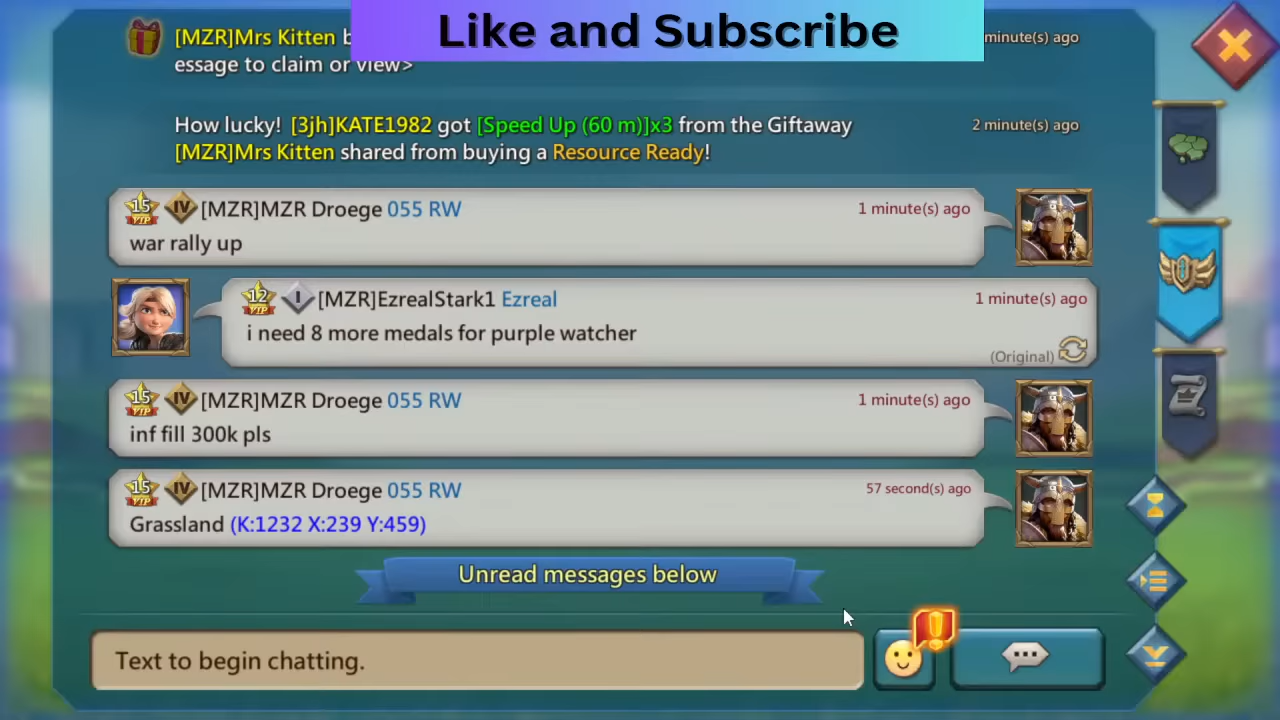 Like and Subscribe
[MZR]Mrs Kitten
minute(s) ago
essage to claim or view>
How lucky! [3jh]KATE1982 got [Speed Up (60 m)]x3 from the Giftaway
2 minute(s) ago
[MZR]Mrs Kitten shared from buying a Resource Ready!
15 VIP IV [MZR]MZR Droege 055 RW
1 minute(s) ago
war rally up
12 VIP I [MZR]EzrealStark1 Ezreal
1 minute(s) ago
i need 8 more medals for purple watcher
(Original)
15 VIP IV [MZR]MZR Droege 055 RW
1 minute(s) ago
inf fill 300k pls
15 VIP IV [MZR]MZR Droege 055 RW
57 second(s) ago
Grassland (K:1232 X:239 Y:459)
Unread messages below
Text to begin chatting.